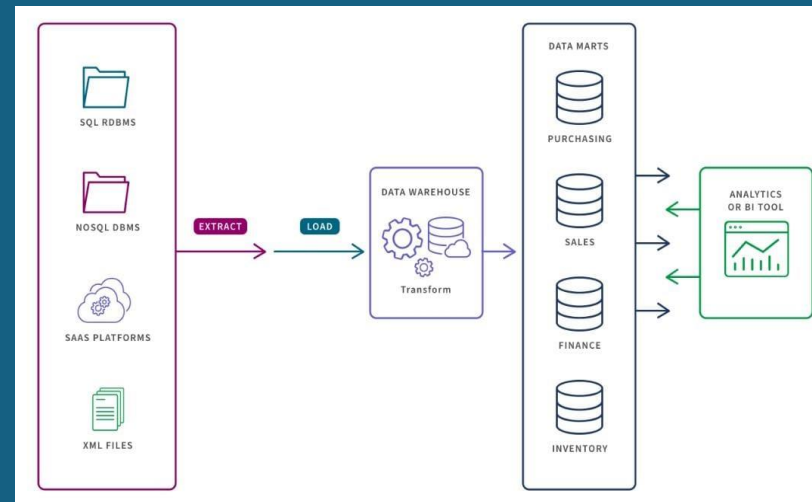 SQL RDBMS
NOSQL DBMS
SAAS PLATFORMS
XML FILES
EXTRACT
LOAD
DATA WAREHOUSE
Transform
DATA MARTS
PURCHASING
SALES
FINANCE
INVENTORY
ANALYTICS
OR BI TOOL